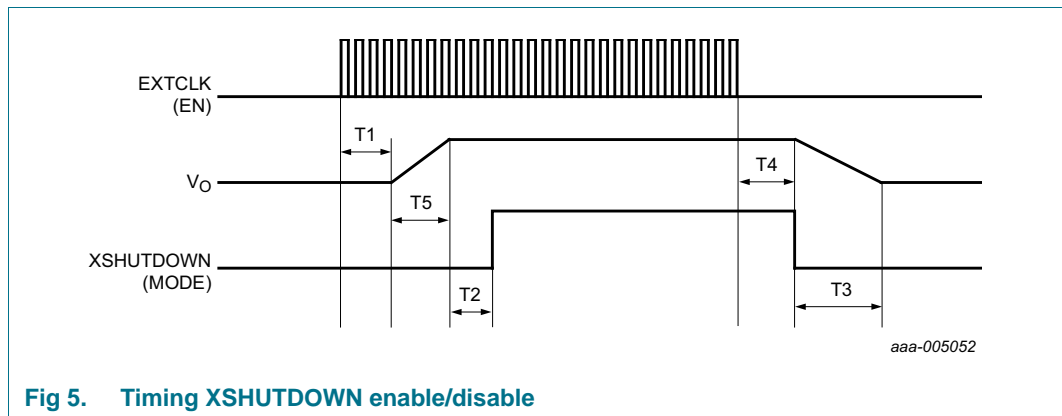 EXTCLK
(EN)
T1
T4
VO
T5
XSHUTDOWN
(MODE)
T2
T3
aaa-005052
Fig 5. Timing XSHUTDOWN enable/disable